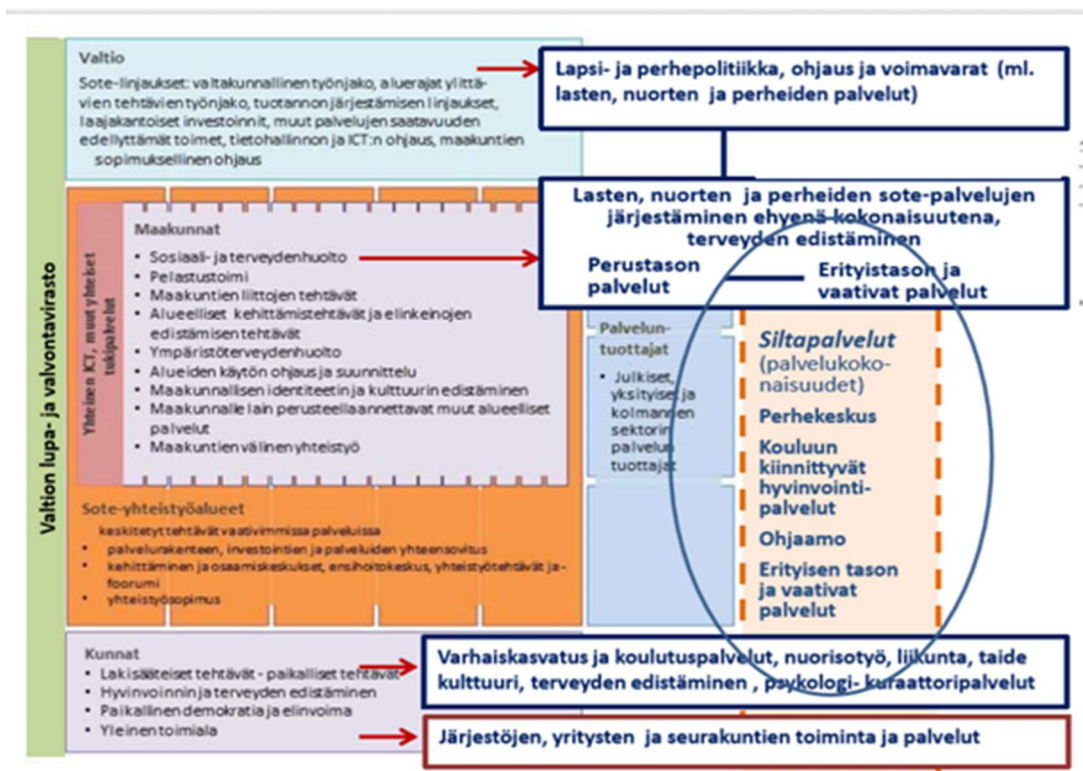 Valtion lupa- ja valvontavirasto
Valtio
Sote-linjaukset: valtakunnallinen työnjako, aluerajat ylittä-
vien tehtävien työnjako, tuotannon järjestämisen linjaukset,
laajakantoiset investoinnit, muut palvelujen saatavuuden
edellyttämät toimet, tietohallinnon ja ICT:n ohjaus, maakuntien
sopimuksellinen ohjaus
Lapsi- ja perhepolitiikka, ohjaus ja voimavarat (ml.
lasten, nuorten ja perheiden palvelut)
Yhteinen ICT, muut yhteiset
tukipalvelut
Maakunnat
▪ Sosiaali- ja terveydenhuolto
▪ Pelastustoimi
▪ Maakuntien liittojen tehtävät
▪ Alueelliset kehittämistehtävät ja elinkeinojen
edistämisen tehtävät
▪ Ympäristöterveydenhuolto
▪ Alueiden käytön ohjaus ja suunnittelu
▪ Maakunnallisen identiteetin ja kulttuurin edistäminen
▪ Maakunnalle lain perusteella annettavat muut alueelliset
palvelut
▪ Maakuntien välinen yhteistyö
Lasten, nuorten ja perheiden sote-palvelujen
järjestäminen ehyenä kokonaisuutena,
terveyden edistäminen
Perustason
palvelut
Erityistason ja
vaativat palvelut
Palvelun-
tuottajat
• Julkiset,
yksityiset ja
kolmannen
sektorin
palvelun
tuottajat
Siltapalvelut
(palvelukoko-
naisuudet)
Perhekeskus
Kouluun
kiinnittyvät
hyvinvointi-
palvelut
Ohjaamo
Erityisen tason
ja vaativat
palvelut
Sote-yhteistyöalueet
keskitetyt tehtävät vaativimmissa palveluissa
• palvelurakenteen, investointien ja palveluiden yhteensovitus
• kehittäminen ja osaamiskeskukset, ensihoitokeskus, yhteistyötehtävät ja -
foorumi
• yhteistyösopimus
Kunnat
▪ Lakisääteiset tehtävät - paikalliset tehtävät
▪ Hyvinvoinnin ja terveyden edistäminen
▪ Paikallinen demokratia ja elinvoima
▪ Yleinen toimiala
Varhaiskasvatus ja koulutuspalvelut, nuorisotyö, liikunta, taide
kulttuuri, terveyden edistäminen , psykologi- kuraattoripalvelut
Järjestöjen, yritysten ja seurakuntien toiminta ja palvelut